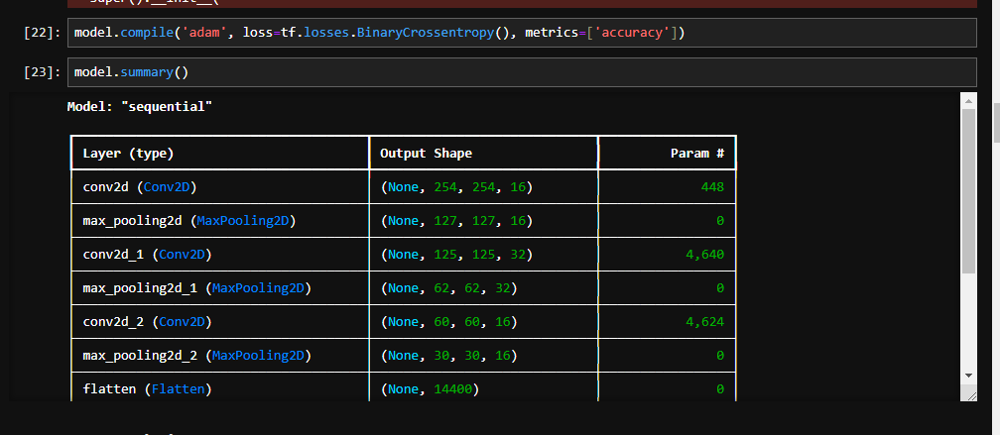 super().__init__(
[22]: model.compile('adam', loss=tf.losses.BinaryCrossentropy(), metrics=['accuracy'])
[23]: model.summary()
Model: "sequential"
Layer (type) Output Shape Param #
conv2d (Conv2D) (None, 254, 254, 16) 448
max_pooling2d (MaxPooling2D) (None, 127, 127, 16) 0
conv2d_1 (Conv2D) (None, 125, 125, 32) 4,640
max_pooling2d_1 (MaxPooling2D) (None, 62, 62, 32) 0
conv2d_2 (Conv2D) (None, 60, 60, 16) 4,624
max_pooling2d_2 (MaxPooling2D) (None, 30, 30, 16) 0
flatten (Flatten) (None, 14400) 0